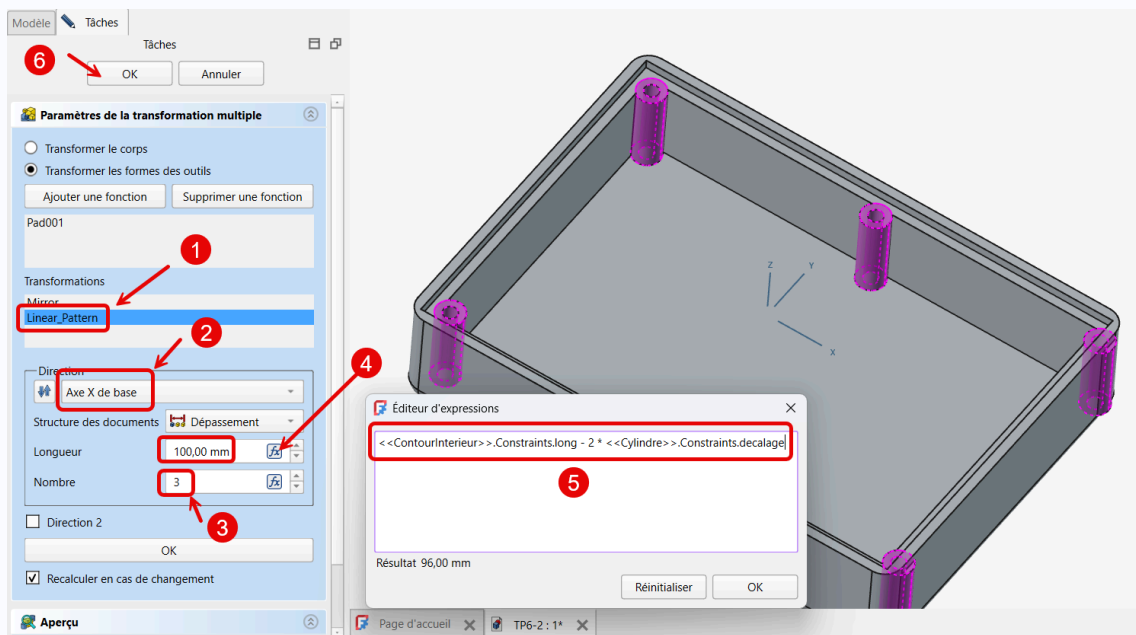 Modèle Tâches
Tâches
6
OK Annuler
Paramètres de la transformation multiple
Transformer le corps
Transformer les formes des outils
Ajouter une fonction Supprimer une fonction
Pad001
1
Transformations
Mirror
Linear_Pattern
2
Direction
Axe X de base
4
Structure des documents Dépassement
Longueur 100,00 mm fx
Nombre 3 fx
3
Direction 2
OK
Recalculer en cas de changement
Aperçu
Z Y
X
Éditeur d'expressions
<<ContourInterieur>>.Constraints.long - 2 * <<Cylindre>>.Constraints.decalage
5
Résultat 96,00 mm
Réinitialiser OK
Page d'accueil TP6-2 : 1*